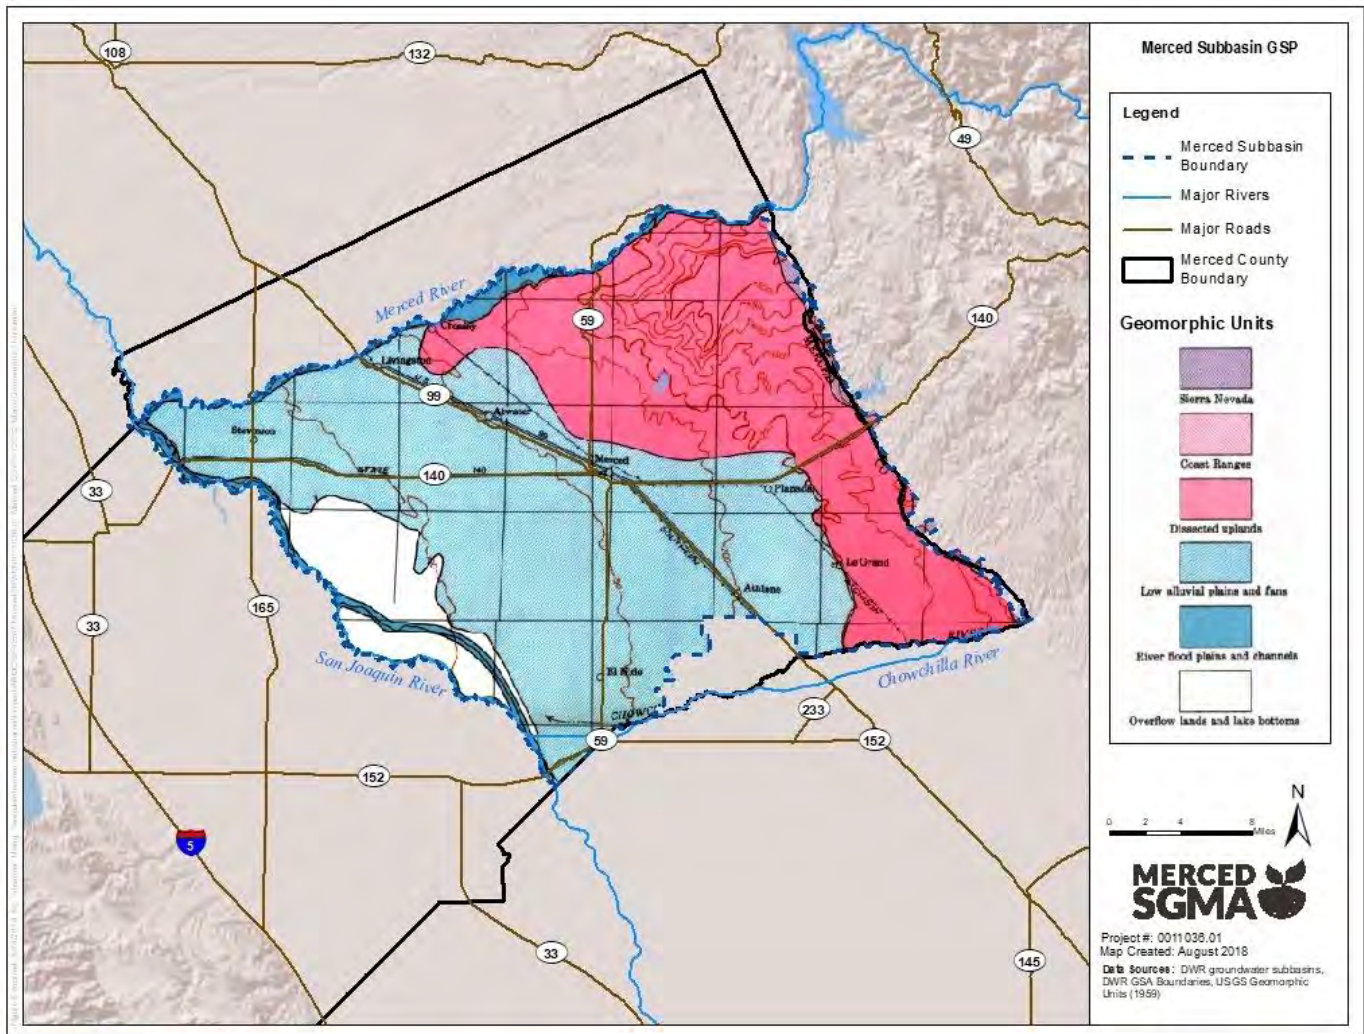 Merced Subbasin GSP
Legend
Merced Subbasin
Boundary
Major Rivers
Major Roads
Merced County
Boundary
Geomorphic Units
Sierra Nevada
Coast Ranges
Dissected uplands
Low alluvial plains and fans
River flood plains and channels
Overflow lands and lake bottoms
N
0 2 4 8
Miles
MERCED
SGMA
Project #: 0011036.01
Map Created: August 2018
Data Sources: DWR groundwater subbasins,
DWR GSA Boundaries, USGS Geomorphic
Units (1959)
108
132
49
Merced River
59
140
Cressey
Livingston
99
Atwater
Stevinson
Merced
140
140
33
Planada
Le Grand
Athlone
165
33
San Joaquin River
RIVER
Chowchilla River
El Nido
CHOWC
233
59
152
152
5
33
145